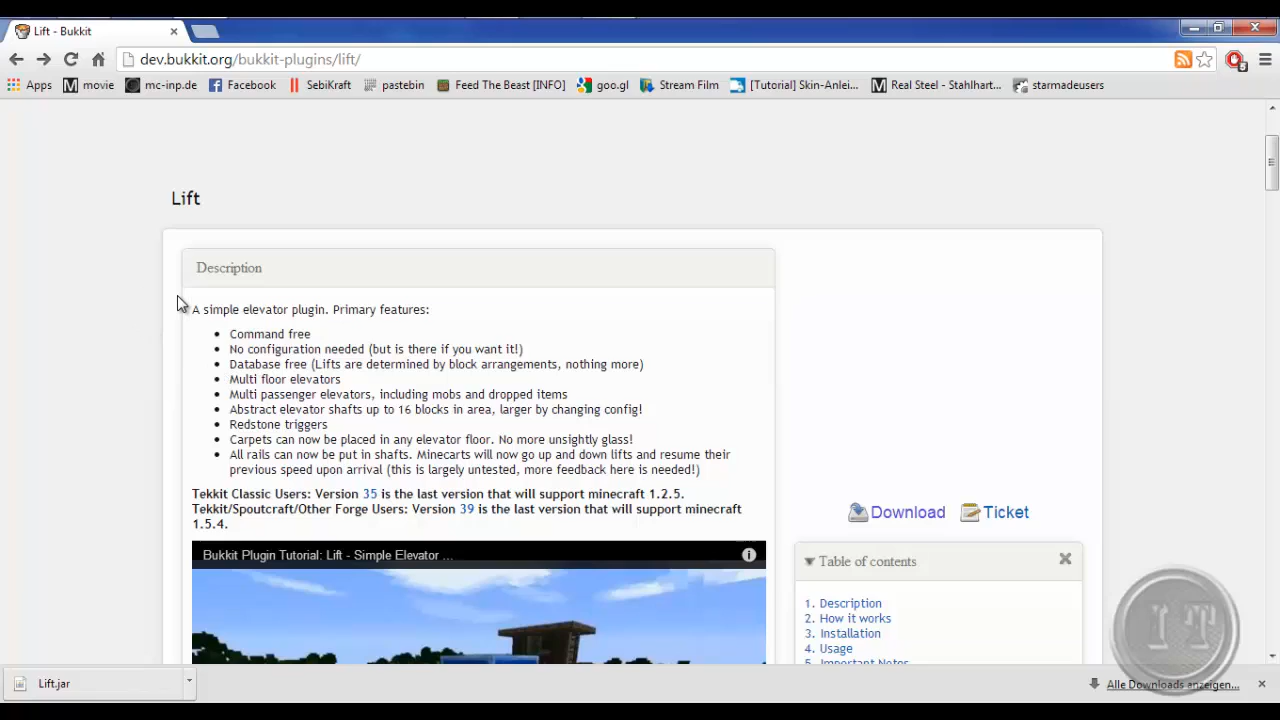 Lift - Bukkit
dev.bukkit.org/bukkit-plugins/lift/
Apps movie mc-inp.de Facebook SebiKraft pastebin Feed The Beast [INFO] goo.gl Stream Film [Tutorial] Skin-Anlei... Real Steel - Stahlhart... starmadeusers
Lift
Description
A simple elevator plugin. Primary features:
• Command free
• No configuration needed (but is there if you want it!)
• Database free (Lifts are determined by block arrangements, nothing more)
• Multi floor elevators
• Multi passenger elevators, including mobs and dropped items
• Abstract elevator shafts up to 16 blocks in area, larger by changing config!
• Redstone triggers
• Carpets can now be placed in any elevator floor. No more unsightly glass!
• All rails can now be put in shafts. Minecarts will now go up and down lifts and resume their
previous speed upon arrival (this is largely untested, more feedback here is needed!)
Tekkit Classic Users: Version 35 is the last version that will support minecraft 1.2.5.
Tekkit/Spoutcraft/Other Forge Users: Version 39 is the last version that will support minecraft
1.5.4.
Bukkit Plugin Tutorial: Lift - Simple Elevator ...
Download Ticket
Table of contents
1. Description
2. How it works
3. Installation
4. Usage
5. Important Notes
IT
Lift.jar
Alle Downloads anzeigen...